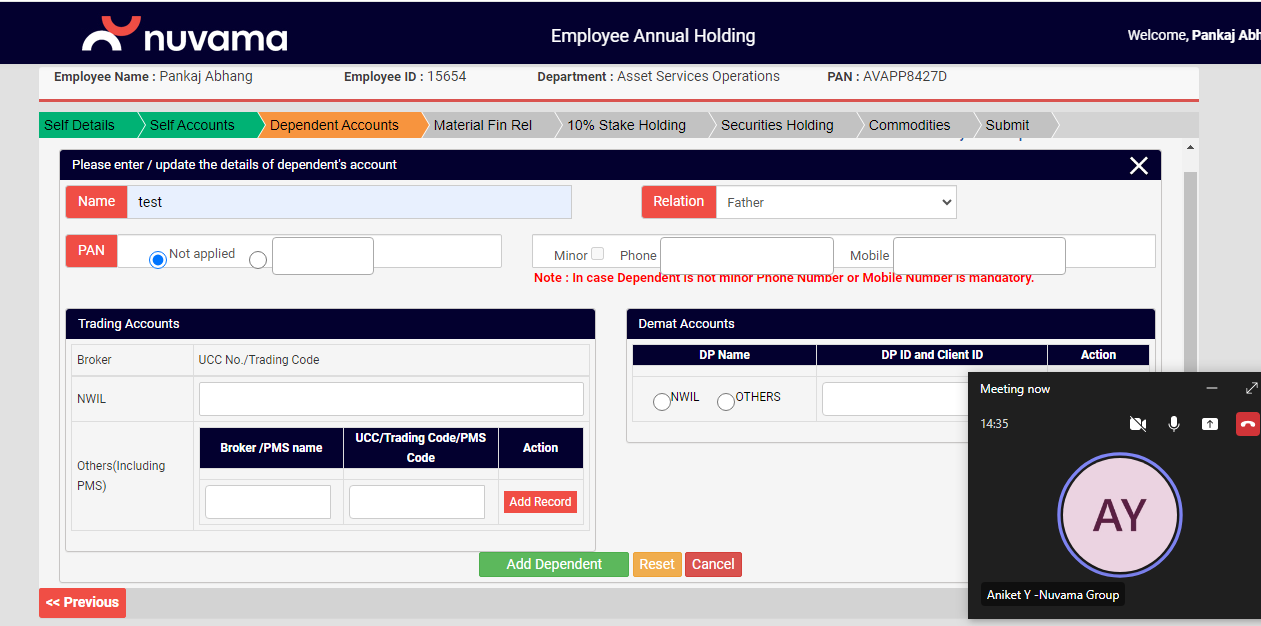 nuvama
Employee Annual Holding
Welcome, Pankaj Abh
Employee Name : Pankaj Abhang Employee ID : 15654 Department : Asset Services Operations PAN : AVAPP8427D
Self Details Self Accounts Dependent Accounts Material Fin Rel 10% Stake Holding Securities Holding Commodities Submit
Please enter / update the details of dependent's account
Name test Relation Father
PAN Not applied Minor Phone Mobile
Note : In case Dependent is not minor Phone Number or Mobile Number is mandatory.
Trading Accounts
Broker UCC No./Trading Code
NWIL
Others(Including
PMS)
Broker /PMS name
UCC/Trading Code/PMS
Code
Action
Add Record
Demat Accounts
DP Name DP ID and Client ID Action
NWIL OTHERS
Add Dependent Reset Cancel
<< Previous
Meeting now
14:35
AY
Aniket Y -Nuvama Group